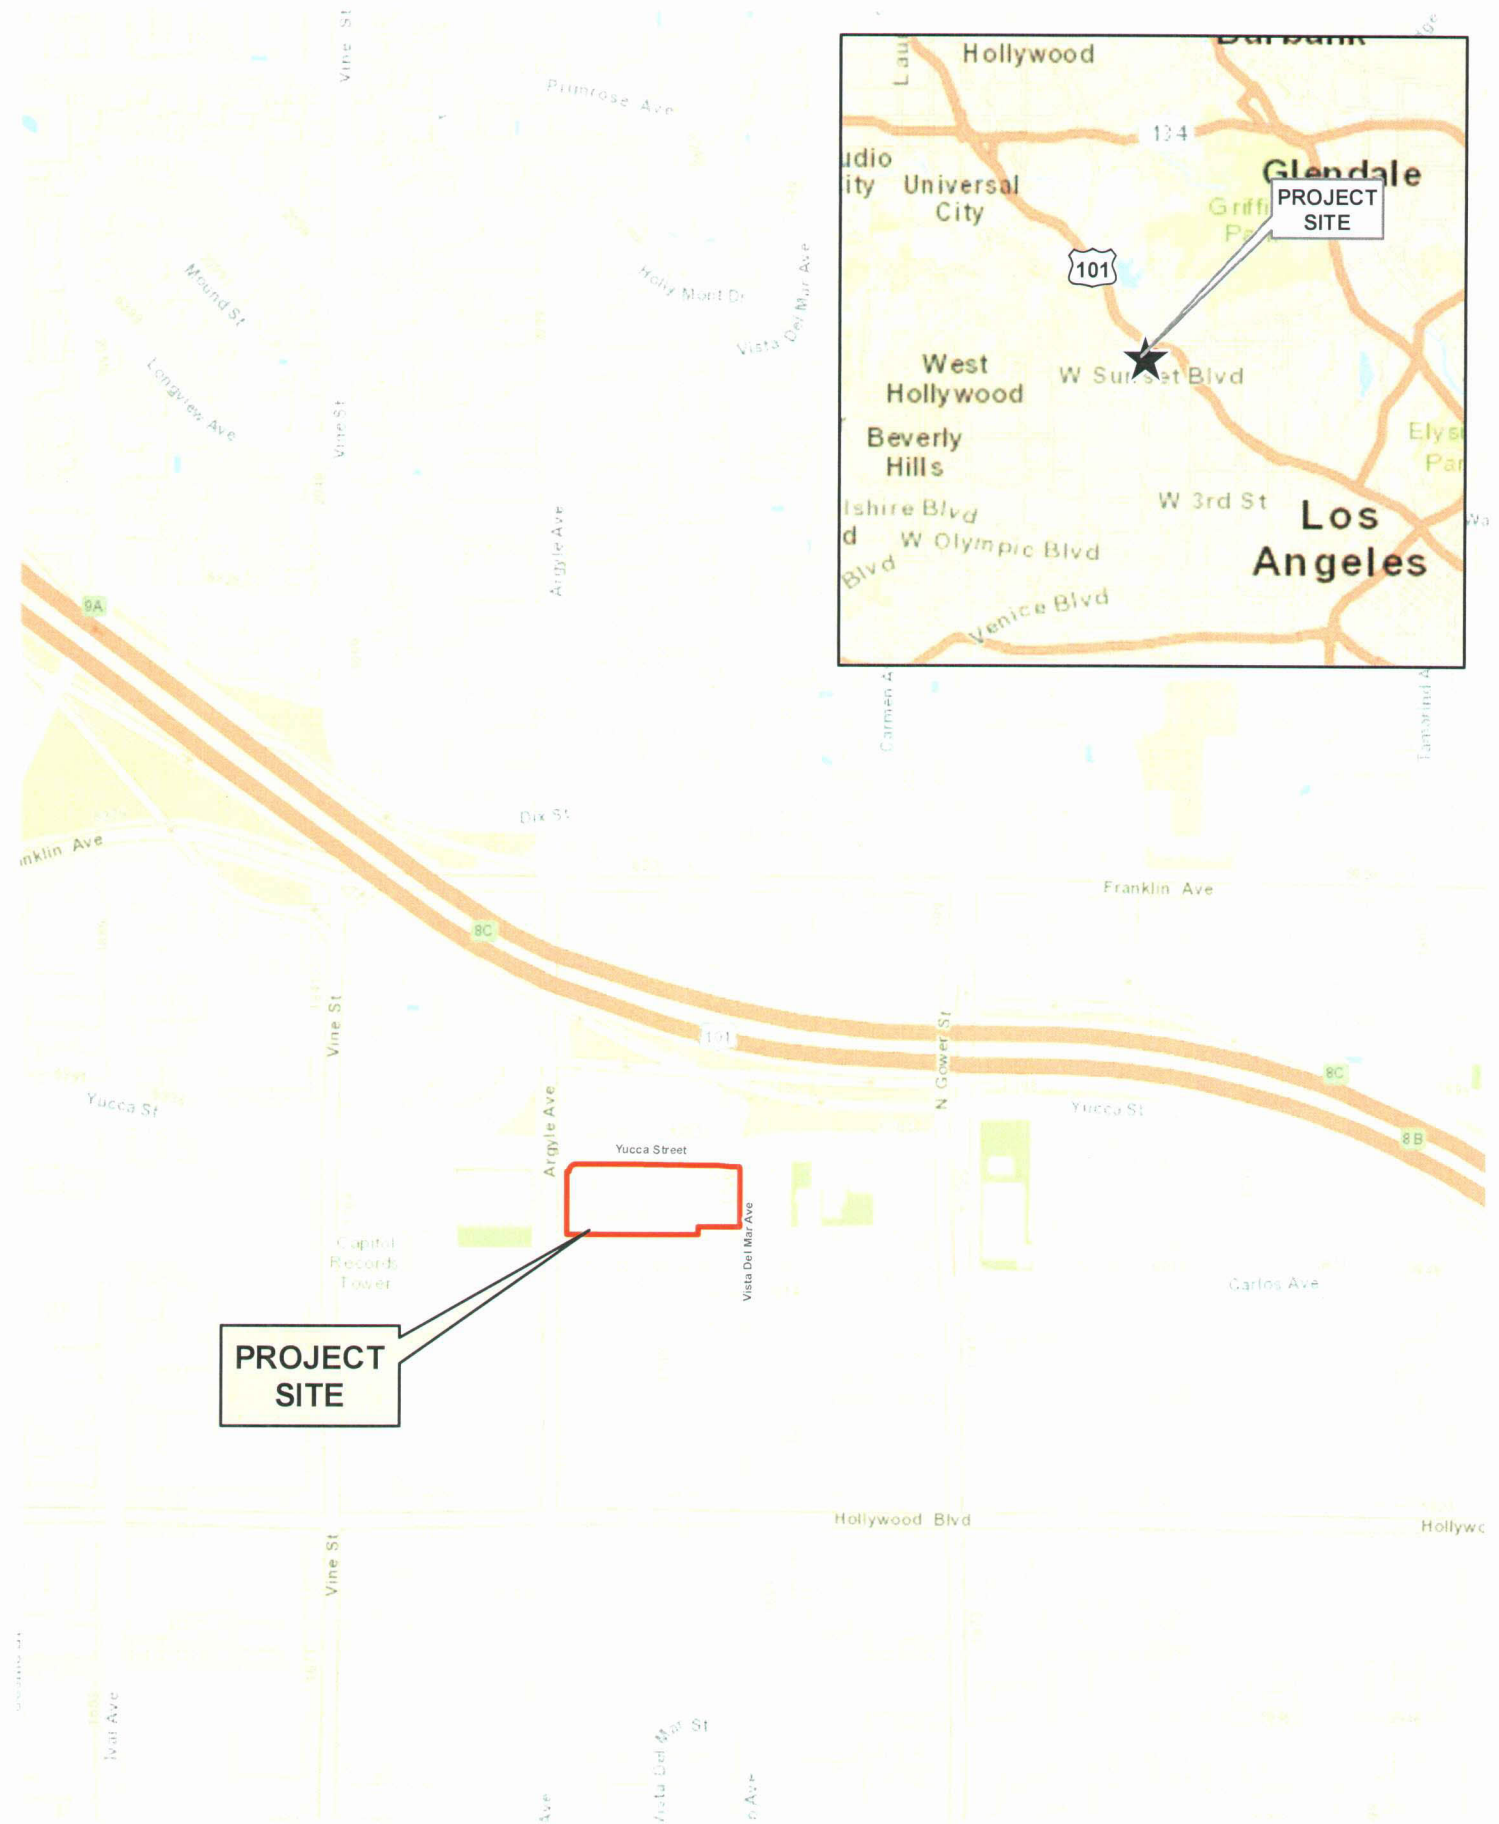 Vine St
Primrose Ave
Hollywood
134
Glendale
Universal
City
PROJECT
SITE
101
Mound St
Holly Mont Dr
Vista Del Mar Ave
Longview Ave
Vine St
West
Hollywood
W Sunset Blvd
Beverly
Hills
lshire Blvd
d
W Olympic Blvd
Blvd
W 3rd St
Los
Angeles
Venice Blvd
udio
ity
Lau
Griffi
Elys
Par
Argyle Ave
9A
Carmen A
Tamarind A
Dix St
nklin Ave
Franklin Ave
8C
Vine St
101
N Gower St
8C
8B
Yucca St
Yucca St
Argyle Ave
Yucca Street
Vista Del Mar Ave
Capitol
Records
Tower
Carlos Ave
PROJECT
SITE
Hollywood Blvd
Hollywo
Vine St
Ivar Ave
Vista Del Mar St
Ave
Ave